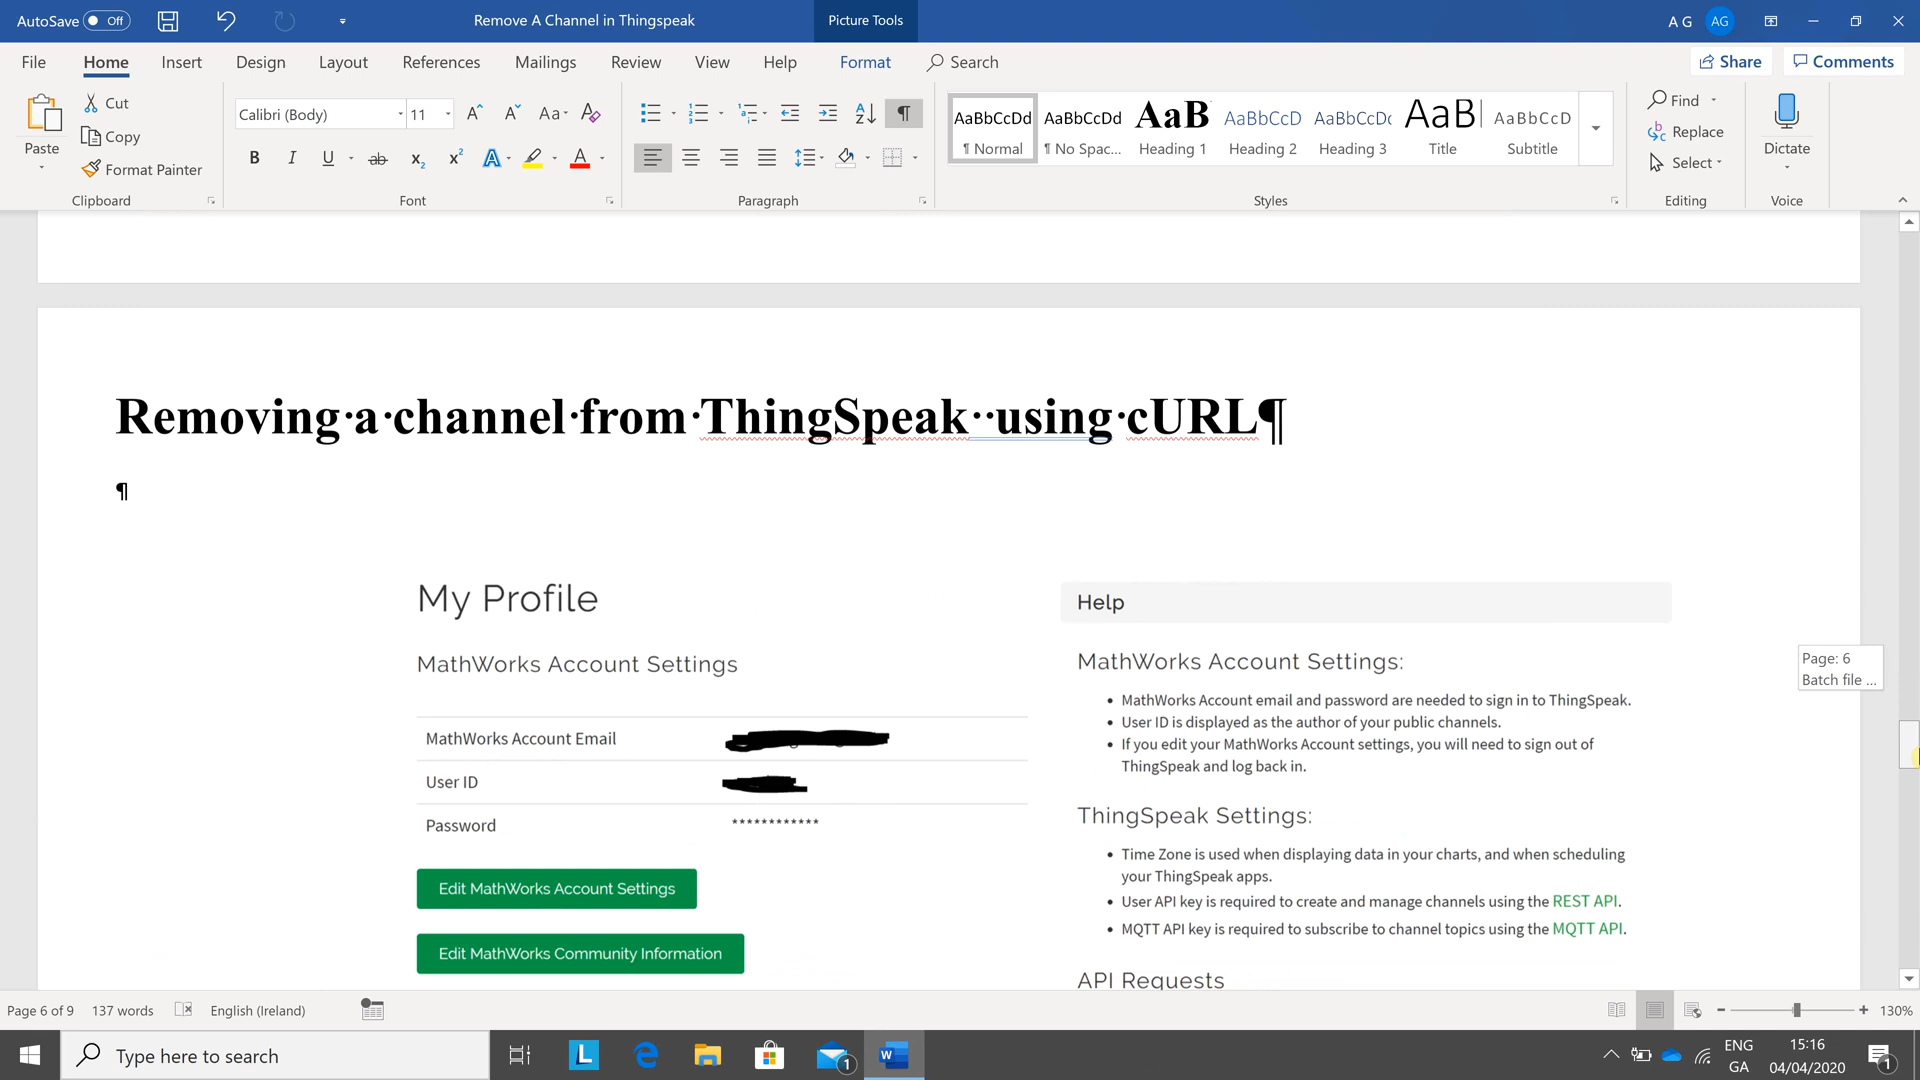 AutoSave Off
Remove A Channel in Thingspeak
Picture Tools
A G AG
File Home Insert Design Layout References Mailings Review View Help Format Search Share Comments
Paste
Cut
Copy
Format Painter
Clipboard
Calibri (Body) 11
Font
Paragraph
AaBbCcDd ¶ Normal
AaBbCcDd ¶ No Spac...
AaB Heading 1
AaBbCcD Heading 2
AaBbCcDc Heading 3
AaB Title
AaBbCcD Subtitle
Styles
Find
Replace
Select
Editing
Dictate
Voice
Removing·a·channel·from·ThingSpeak··using·cURL¶
¶
My Profile
MathWorks Account Settings
MathWorks Account Email
User ID
Password ************
Edit MathWorks Account Settings
Edit MathWorks Community Information
Help
MathWorks Account Settings:
• MathWorks Account email and password are needed to sign in to ThingSpeak.
• User ID is displayed as the author of your public channels.
• If you edit your MathWorks Account settings, you will need to sign out of
ThingSpeak and log back in.
ThingSpeak Settings:
• Time Zone is used when displaying data in your charts, and when scheduling
your ThingSpeak apps.
• User API key is required to create and manage channels using the REST API.
• MQTT API key is required to subscribe to channel topics using the MQTT API.
API Requests
Page: 6
Batch file ...
Page 6 of 9 137 words English (Ireland) 130%
Type here to search
ENG
GA
15:16
04/04/2020